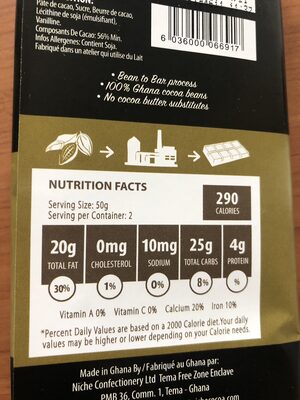 Pâte de cacao, Sucre, Beurre de cacao,
Lécithine de soja (émulsifiant),
Vanilline.
Composants De Cacao: 56% Min.
Infos Allergenes: Contient Soja.
Fabriqué dans un atelier qui utilise du Lait
6 036000 066917
• Bean to Bar process
• 100% Ghana cocoa beans
• No cocoa butter substitutes
NUTRITION FACTS
Serving Size: 50g
Serving per Container: 2
290
CALORIES
20g 0mg 10mg 25g 4g
TOTAL FAT CHOLESTEROL SODIUM TOTAL CARBS PROTEIN
30% 1% 0% 8% %
Vitamin A 0% Vitamin C 0% Calcium 20% Iron 10%
*Percent Daily Values are based on a 2000 Calorie diet.Your daily
values may be higher or lower depending on your Calorie needs.
Made in Ghana By / Fabriqué au Ghana par:
Niche Confectionery Ltd Tema Free Zone Enclave
PMB 36, Comm 1, Tema - Ghana